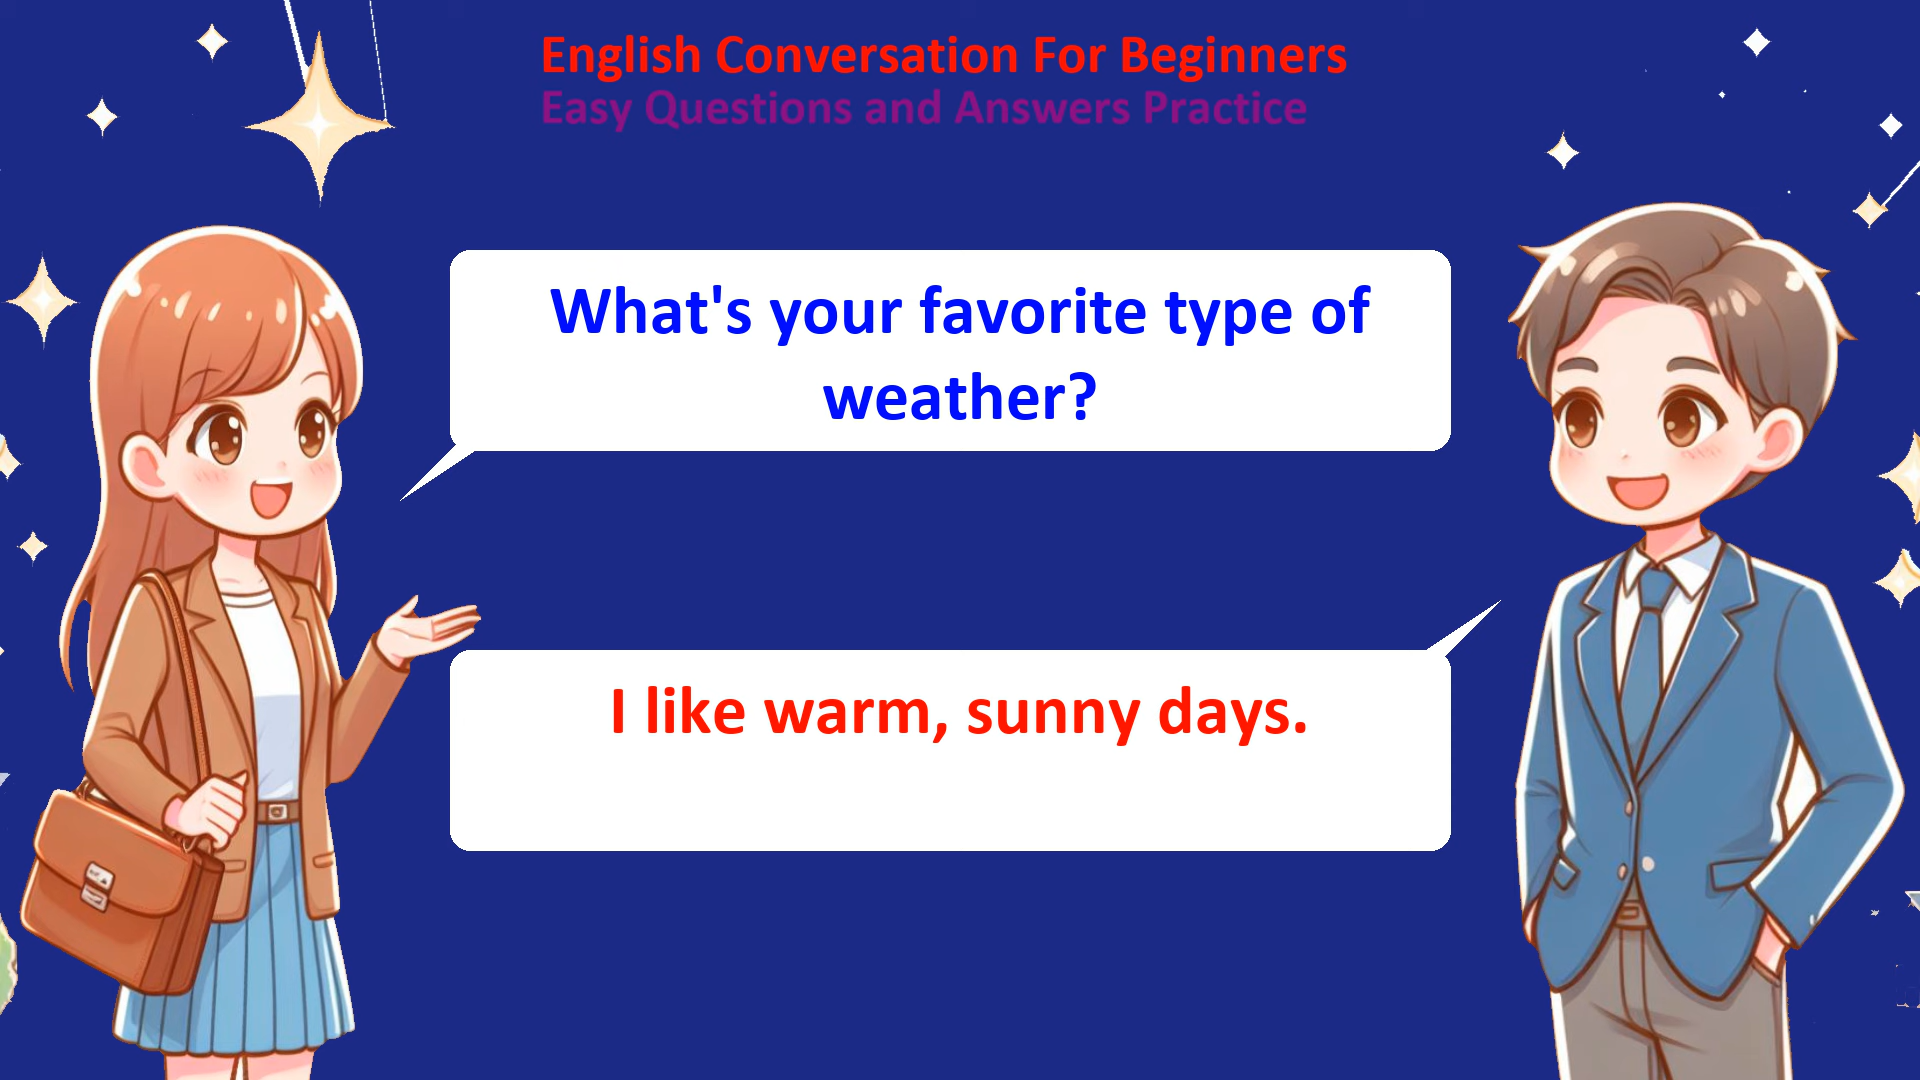 English Conversation For Beginners
Easy Questions and Answers Practice
What's your favorite type of
weather?
I like warm, sunny days.